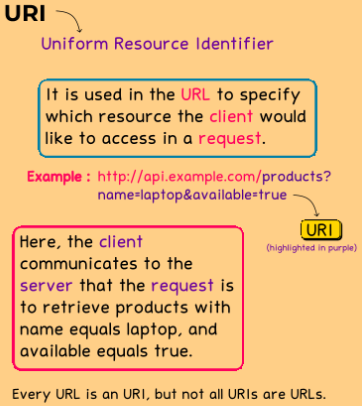 URI
Uniform Resource Identifier
It is used in the URL to specify
which resource the client would
like to access in a request.
Example : http://api.example.com/products?
name=laptop&available=true
URI
(highlighted in purple)
Here, the client
communicates to the
server that the request is
to retrieve products with
name equals laptop, and
available equals true.
Every URL is an URI, but not all URIs are URLs.